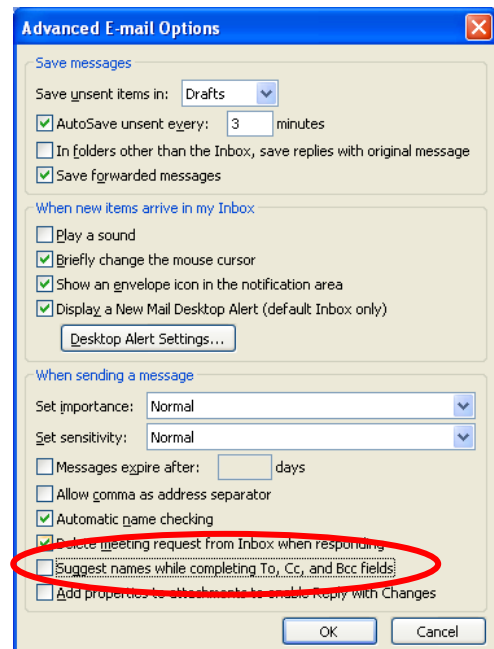 Advanced E-mail Options
Save messages
Save unsent items in: Drafts
AutoSave unsent every: 3 minutes
In folders other than the Inbox, save replies with original message
Save forwarded messages
When new items arrive in my Inbox
Play a sound
Briefly change the mouse cursor
Show an envelope icon in the notification area
Display a New Mail Desktop Alert (default Inbox only)
Desktop Alert Settings...
When sending a message
Set importance: Normal
Set sensitivity: Normal
Messages expire after: days
Allow comma as address separator
Automatic name checking
Delete meeting request from Inbox when responding
Suggest names while completing To, Cc, and Bcc fields
Add properties to attachments to enable Reply with Changes
OK Cancel